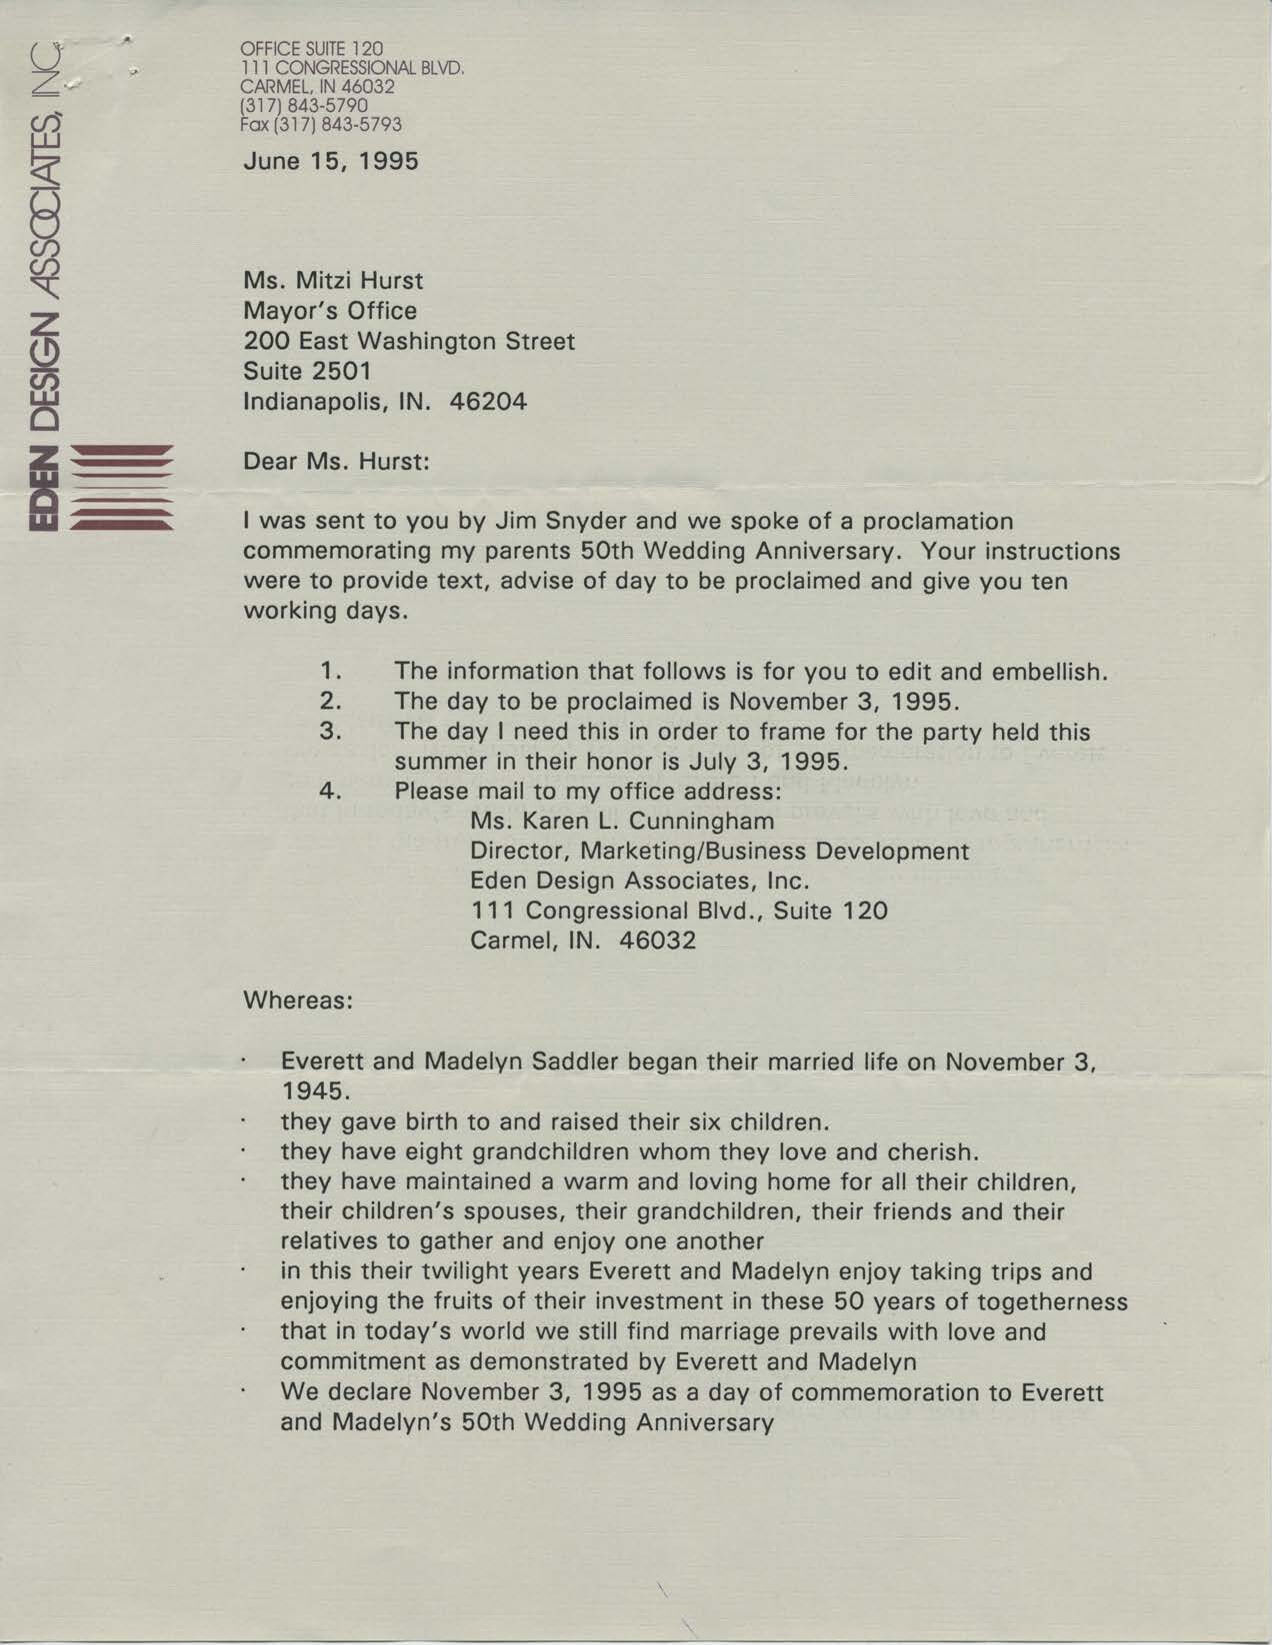 EDEN DESIGN ASSOCIATES, INC
OFFICE SUITE 120
111 CONGRESSIONAL BLVD.
CARMEL, IN 46032
(317) 843-5790
Fax (317) 843-5793
June 15, 1995
Ms. Mitzi Hurst
Mayor's Office
200 East Washington Street
Suite 2501
Indianapolis, IN. 46204
Dear Ms. Hurst:
I was sent to you by Jim Snyder and we spoke of a proclamation
commemorating my parents 50th Wedding Anniversary. Your instructions
were to provide text, advise of day to be proclaimed and give you ten
working days.
1. The information that follows is for you to edit and embellish.
2. The day to be proclaimed is November 3, 1995.
3. The day I need this in order to frame for the party held this
summer in their honor is July 3, 1995.
4. Please mail to my office address:
Ms. Karen L. Cunningham
Director, Marketing/Business Development
Eden Design Associates, Inc.
111 Congressional Blvd., Suite 120
Carmel, IN. 46032
Whereas:
· Everett and Madelyn Saddler began their married life on November 3,
1945.
· they gave birth to and raised their six children.
· they have eight grandchildren whom they love and cherish.
· they have maintained a warm and loving home for all their children,
their children's spouses, their grandchildren, their friends and their
relatives to gather and enjoy one another
· in this their twilight years Everett and Madelyn enjoy taking trips and
enjoying the fruits of their investment in these 50 years of togetherness
· that in today's world we still find marriage prevails with love and
commitment as demonstrated by Everett and Madelyn
· We declare November 3, 1995 as a day of commemoration to Everett
and Madelyn's 50th Wedding Anniversary